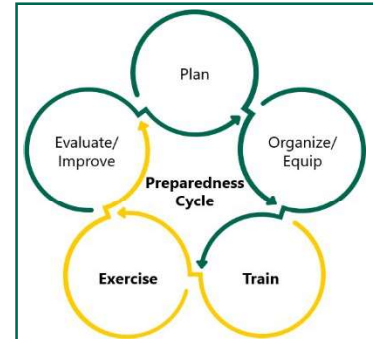 Plan
Organize/
Equip
Train
Exercise
Evaluate/
Improve
Preparedness
Cycle